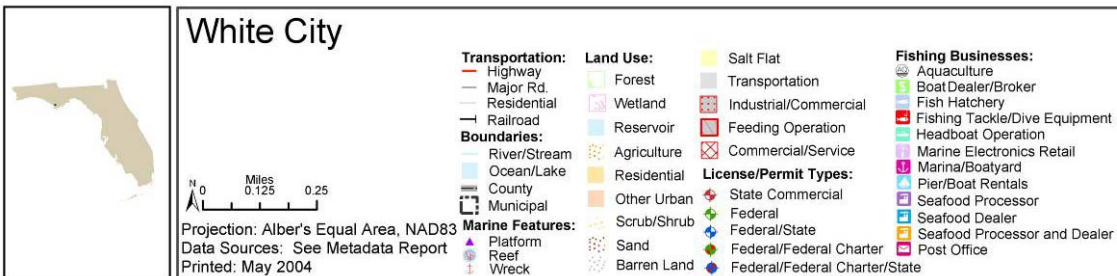 White City
N
Miles
0 0.125 0.25
Projection: Alber's Equal Area, NAD83
Data Sources: See Metadata Report
Printed: May 2004
Transportation:
Highway
Major Rd.
Residential
Railroad
Boundaries:
River/Stream
Ocean/Lake
County
Municipal
Marine Features:
Platform
Reef
Wreck
Land Use:
Forest
Wetland
Reservoir
Agriculture
Residential
Other Urban
Scrub/Shrub
Sand
Barren Land
Salt Flat
Transportation
Industrial/Commercial
Feeding Operation
Commercial/Service
License/Permit Types:
State Commercial
Federal
Federal/State
Federal/Federal Charter
Federal/Federal Charter/State
Fishing Businesses:
Aquaculture
Boat Dealer/Broker
Fish Hatchery
Fishing Tackle/Dive Equipment
Headboat Operation
Marine Electronics Retail
Marina/Boatyard
Pier/Boat Rentals
Seafood Processor
Seafood Dealer
Seafood Processor and Dealer
Post Office